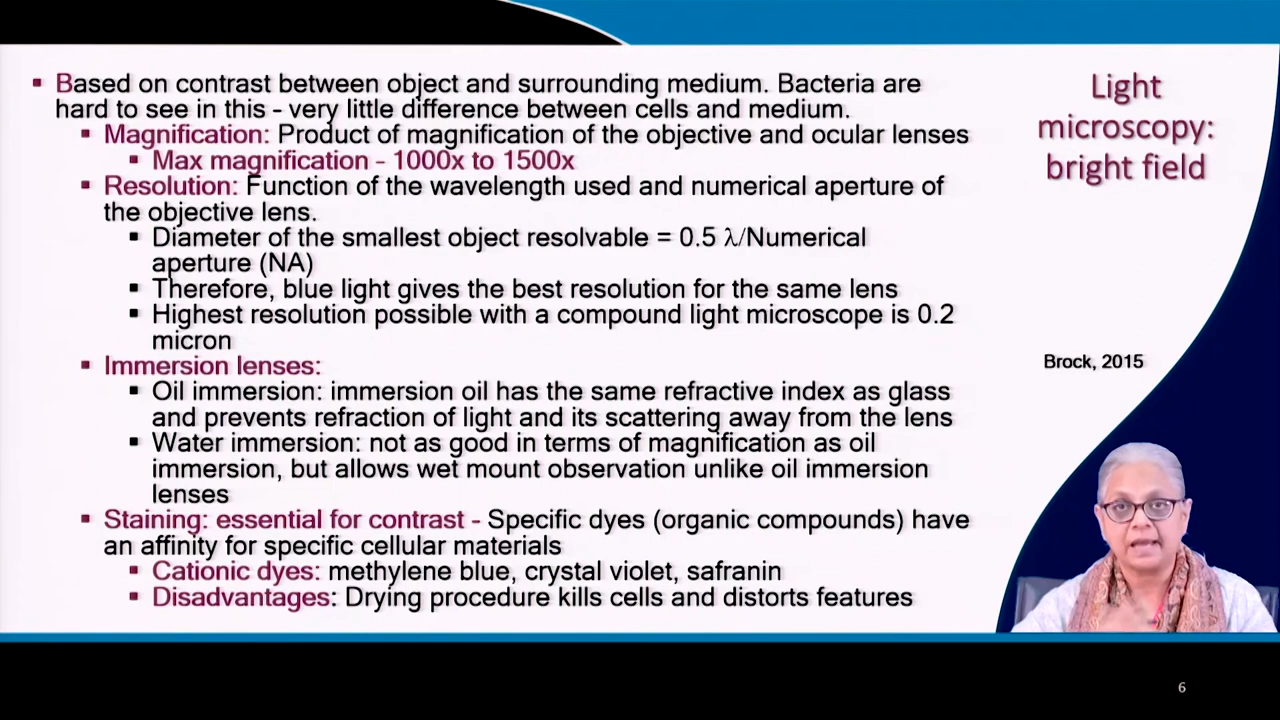 ▪ Based on contrast between object and surrounding medium. Bacteria are
hard to see in this - very little difference between cells and medium.
▪ Magnification: Product of magnification of the objective and ocular lenses
▪ Max magnification - 1000x to 1500x
▪ Resolution: Function of the wavelength used and numerical aperture of
the objective lens.
▪ Diameter of the smallest object resolvable = 0.5 λ/Numerical
aperture (NA)
▪ Therefore, blue light gives the best resolution for the same lens
▪ Highest resolution possible with a compound light microscope is 0.2
micron
▪ Immersion lenses:
▪ Oil immersion: immersion oil has the same refractive index as glass
and prevents refraction of light and its scattering away from the lens
▪ Water immersion: not as good in terms of magnification as oil
immersion, but allows wet mount observation unlike oil immersion
lenses
▪ Staining: essential for contrast - Specific dyes (organic compounds) have
an affinity for specific cellular materials
▪ Cationic dyes: methylene blue, crystal violet, safranin
▪ Disadvantages: Drying procedure kills cells and distorts features
Light
microscopy:
bright field
Brock, 2015
6